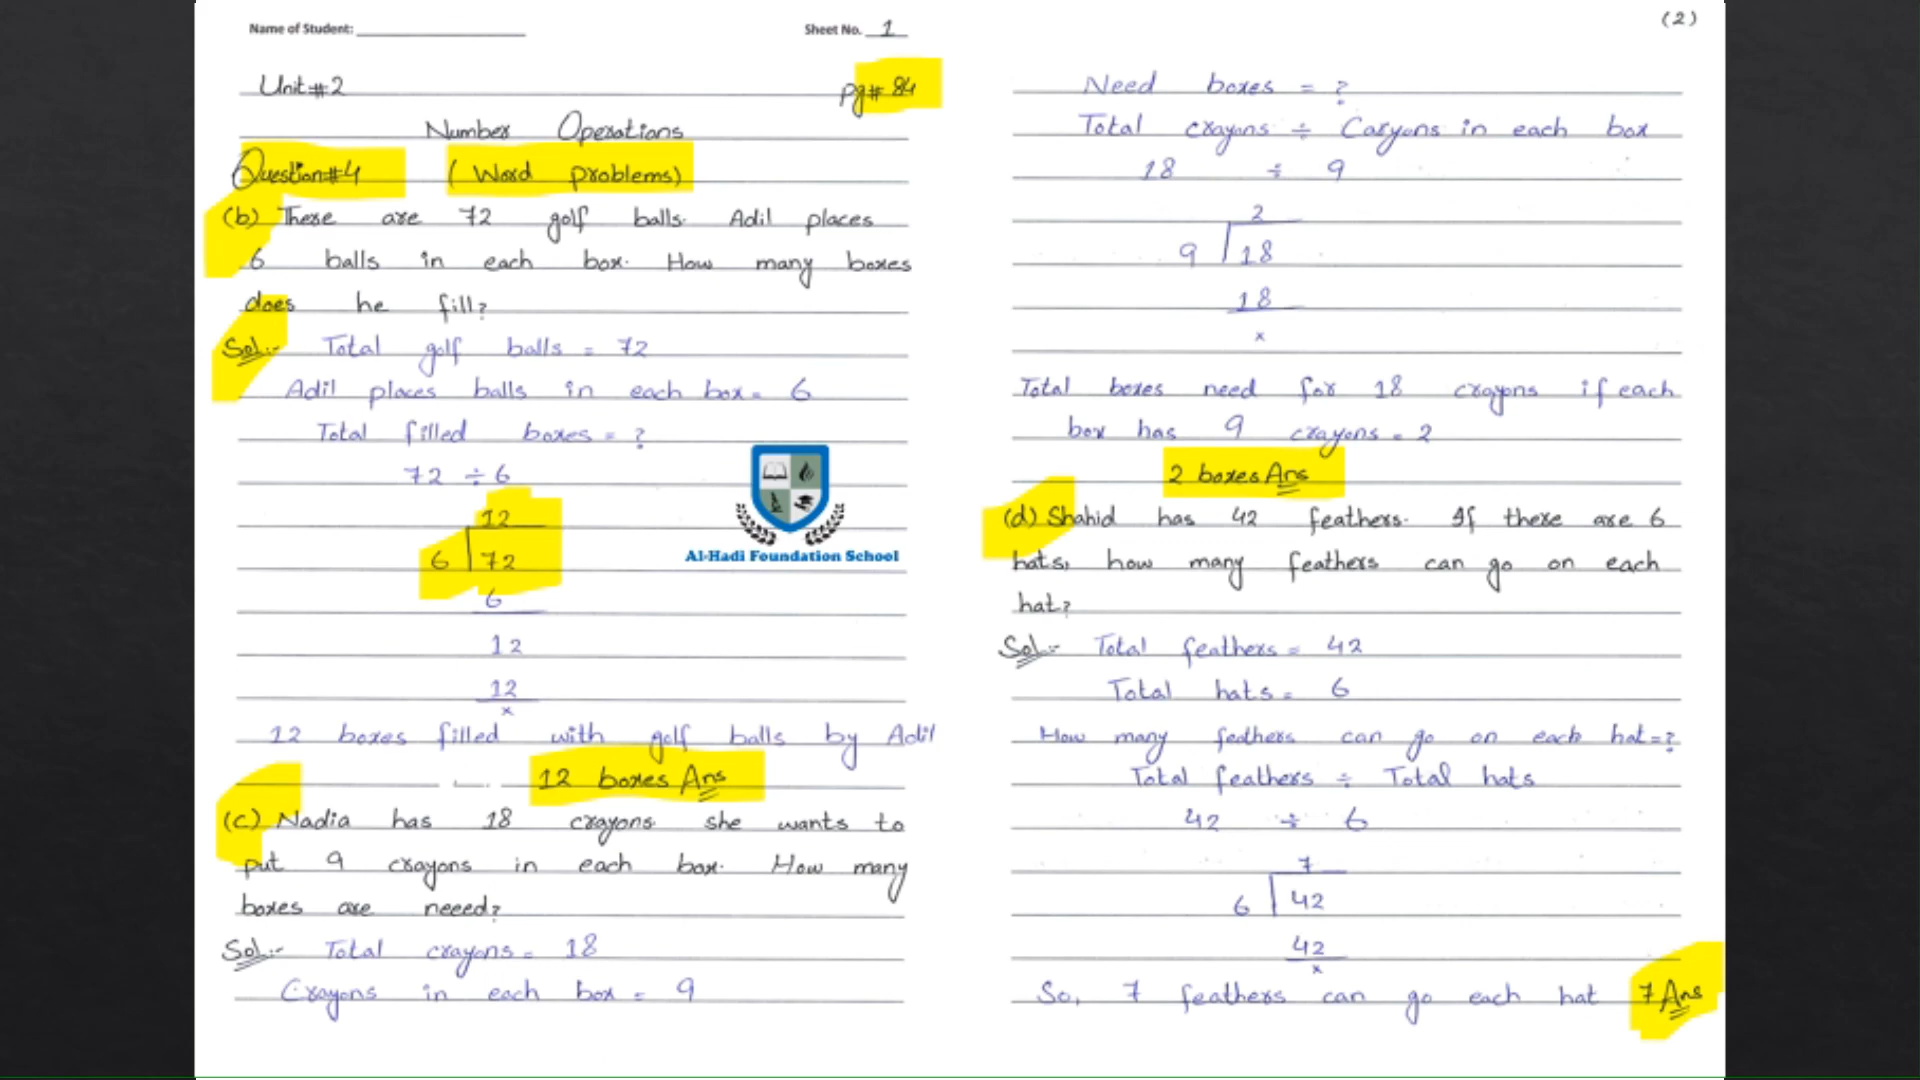 Name of Student:
Sheet No. 1
Unit#2
pg# 84
Number Operations
Question#4 (Word problems)
(b) There are 72 golf balls. Adil places
6 balls in each box. How many boxes
does he fill?
Sol:- Total golf balls = 72
Adil places balls in each box = 6
Total filled boxes = ?
72 ÷ 6
12
6 72
6
12
12
x
12 boxes filled with golf balls by Adil
12 boxes Ans
(c) Nadia has 18 crayons. she wants to
put 9 crayons in each box. How many
boxes are neeed?
Sol:- Total crayons = 18
Crayons in each box = 9
Al-Hadi Foundation School
(2)
Need boxes = ?
Total crayons ÷ Caryons in each box
18 ÷ 9
2
9 18
18
x
Total boxes need for 18 crayons if each
box has 9 crayons = 2
2 boxes Ans
(d) Shahid has 42 feathers. If there are 6
hats, how many feathers can go on each
hat?
Sol:- Total feathers = 42
Total hats = 6
How many feathers can go on each hat=?
Total feathers ÷ Total hats
42 ÷ 6
7
6 42
42
x
So, 7 feathers can go each hat 7 Ans